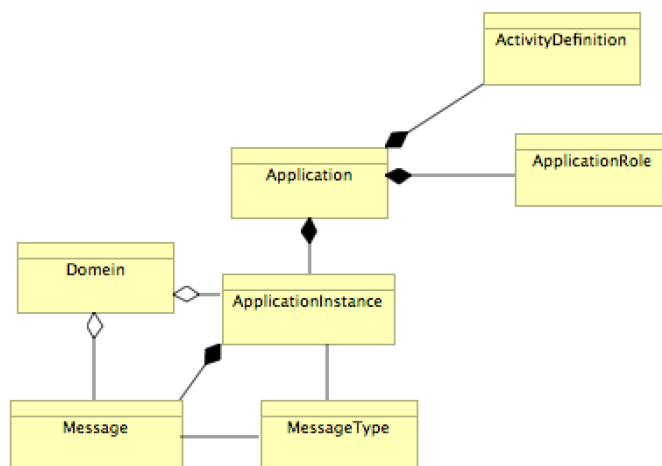 ActivityDefinition
ApplicationRole
Application
Domein
ApplicationInstance
Message
MessageType